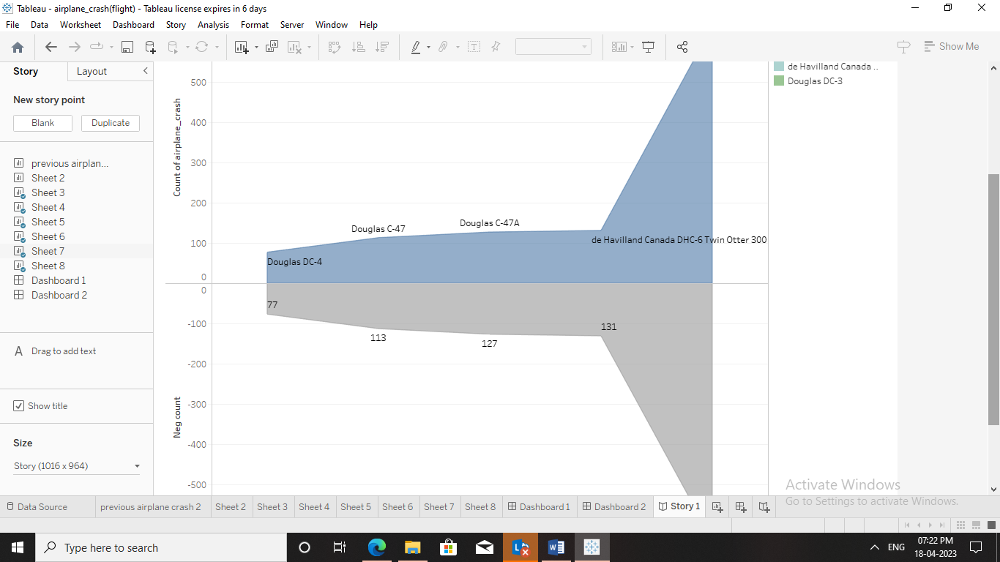 Tableau - airplane_crash(flight) - Tableau license expires in 6 days
File Data Worksheet Dashboard Story Analysis Format Server Window Help
Show Me
Story Layout
New story point
Blank Duplicate
previous airplan...
Sheet 2
Sheet 3
Sheet 4
Sheet 5
Sheet 6
Sheet 7
Sheet 8
Dashboard 1
Dashboard 2
A Drag to add text
Show title
Size
Story (1016 x 964)
Count of airplane_crash
500
400
300
200
100
0
Douglas DC-4
Douglas C-47
Douglas C-47A
de Havilland Canada DHC-6 Twin Otter 300
Neg count
0
-100
-200
-300
-400
-500
77
113
127
131
de Havilland Canada ..
Douglas DC-3
Activate Windows
Go to Settings to activate Windows.
Data Source previous airplane crash 2 Sheet 2 Sheet 3 Sheet 4 Sheet 5 Sheet 6 Sheet 7 Sheet 8 Dashboard 1 Dashboard 2 Story 1
Type here to search
ENG
07:22 PM
18-04-2023